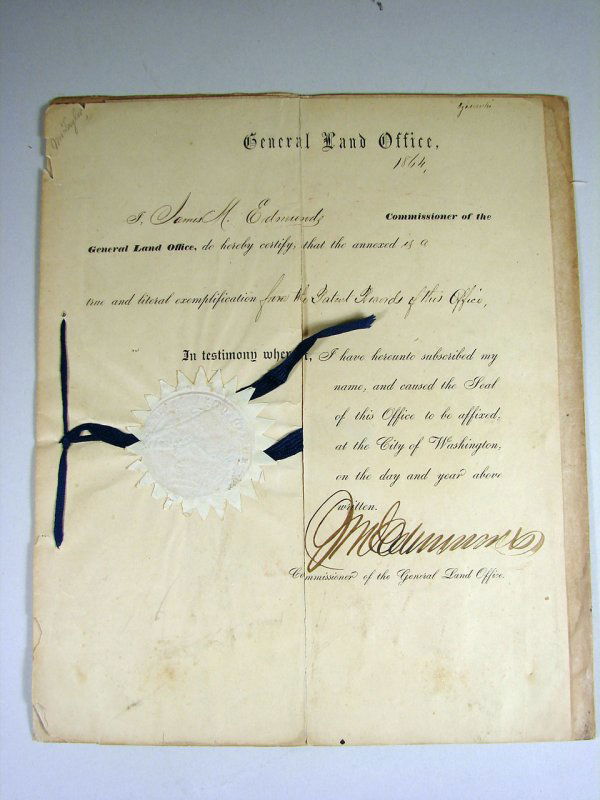 General Land Office,
1864,
I, James M. Edmunds Commissioner of the
General Land Office, do hereby certify, that the annexed is a
true and literal exemplification from the Patent Records of this Office,
In testimony whereof, I have hereunto subscribed my
name, and caused the Seal
of this Office to be affixed,
at the City of Washington,
on the day and year above
written.
JM Edmunds
Commissioner of the General Land Office.